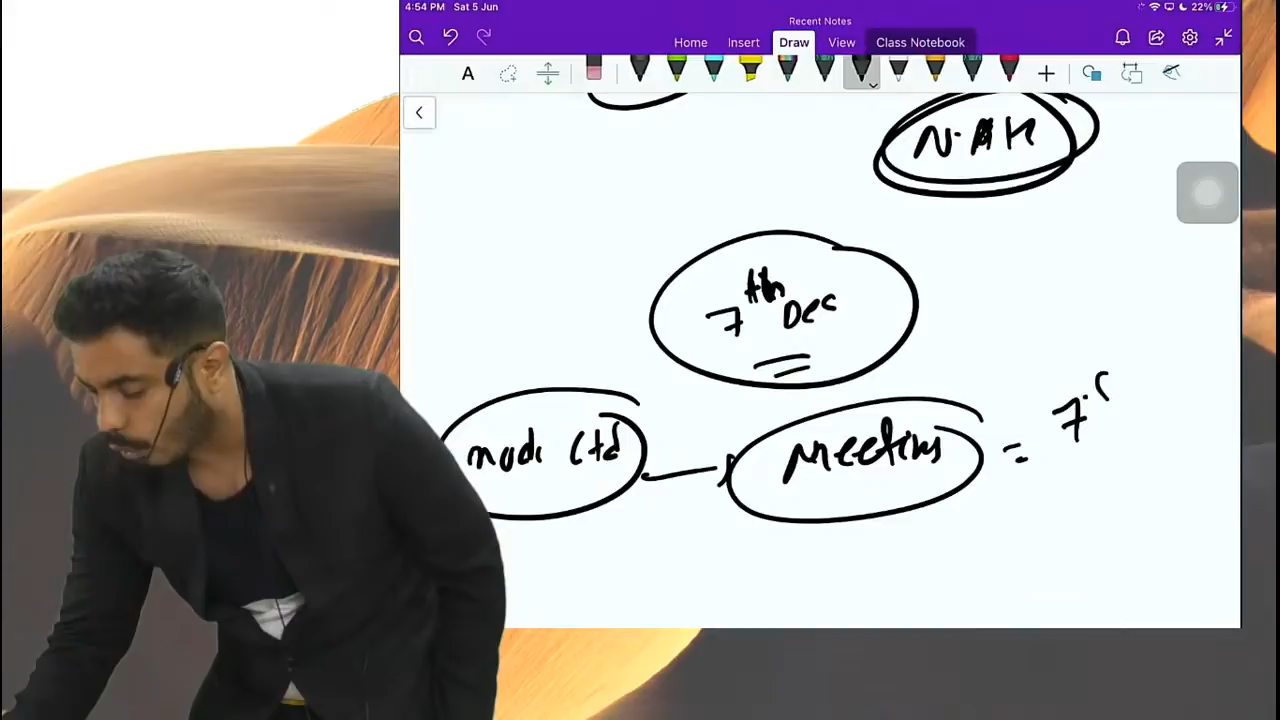 4:54 PM Sat 5 Jun
22%
Recent Notes
Home Insert Draw View Class Notebook
A
7th Dec
Modi Ltd
Meeting = 7